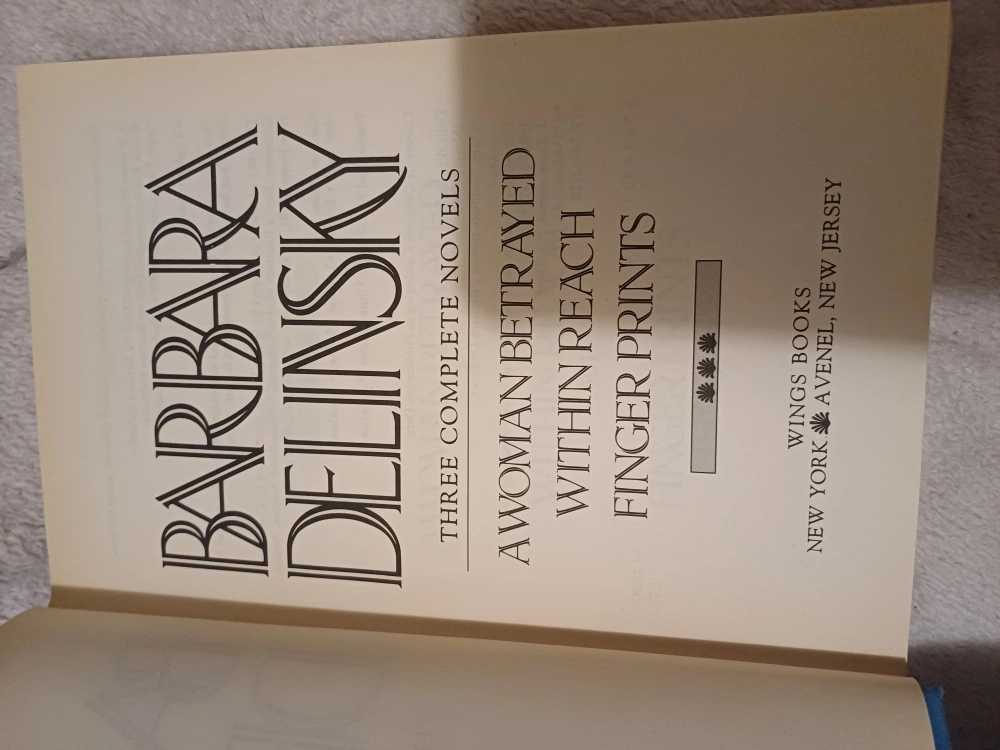 BARBARA
DELINSKY
THREE COMPLETE NOVELS
A WOMAN BETRAYED
WITHIN REACH
FINGER PRINTS
WINGS BOOKS
NEW YORK AVENEL, NEW JERSEY